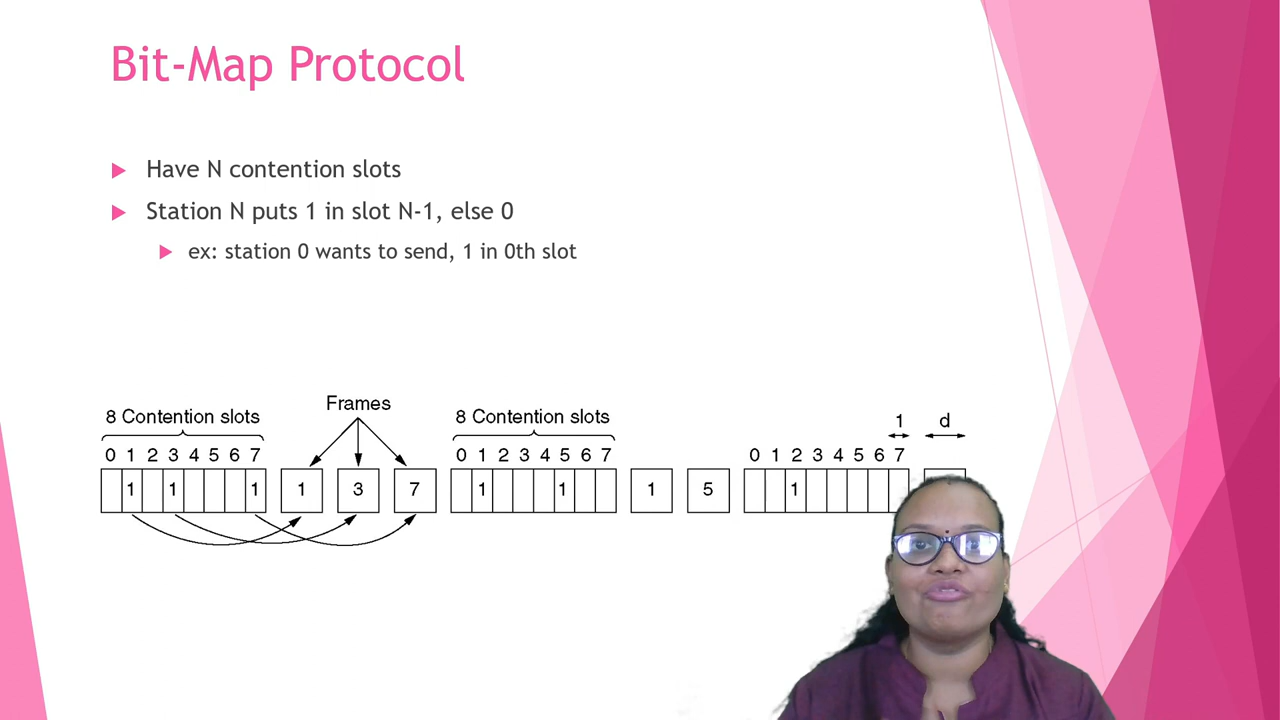 Bit-Map Protocol
Have N contention slots
Station N puts 1 in slot N-1, else 0
ex: station 0 wants to send, 1 in 0th slot
Frames
8 Contention slots
8 Contention slots
1
d
0 1 2 3 4 5 6 7
0 1 2 3 4 5 6 7
0 1 2 3 4 5 6 7
1 1 1
1
3
7
1 1
1
5
1